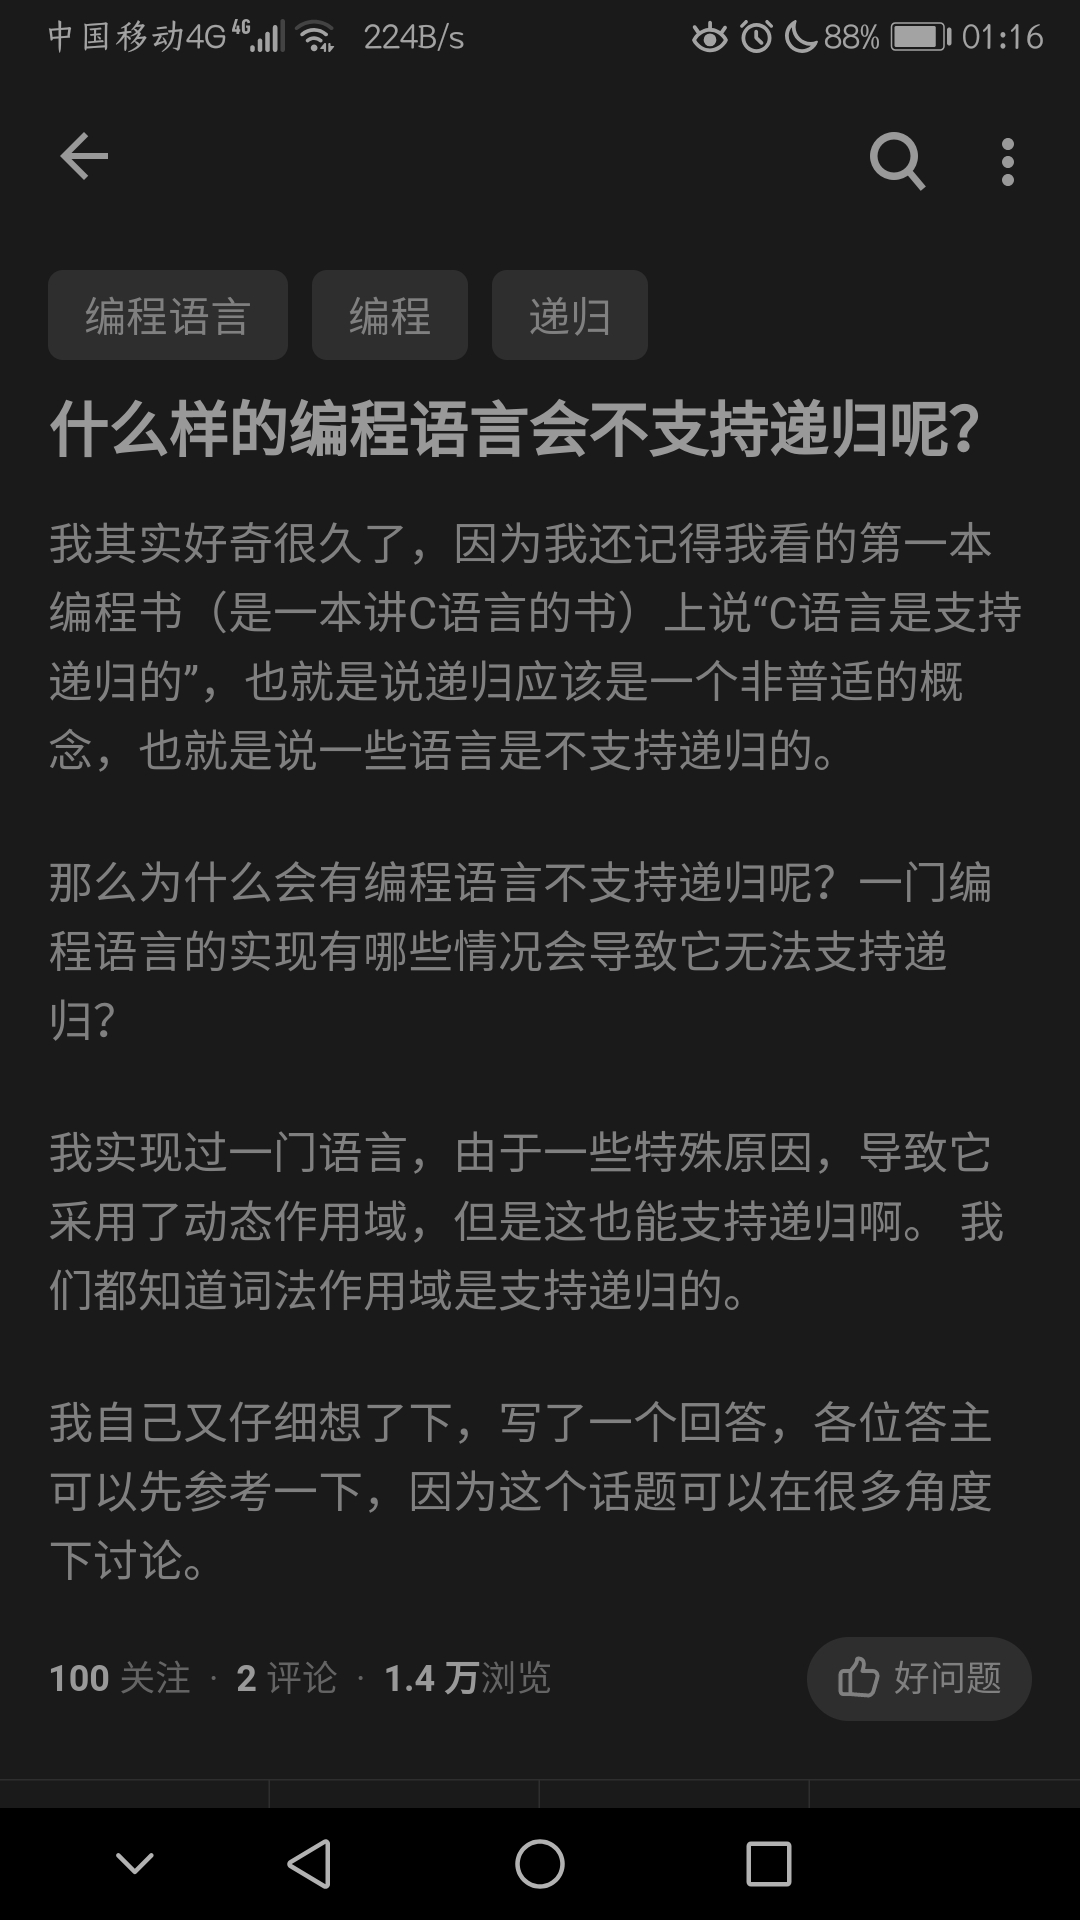 中国移动4G 4G 224B/s 88% 01:16
编程语言 编程 递归
什么样的编程语言会不支持递归呢？
我其实好奇很久了，因为我还记得我看的第一本
编程书（是一本讲C语言的书）上说“C语言是支持
递归的”，也就是说递归应该是一个非普适的概
念，也就是说一些语言是不支持递归的。
那么为什么会有编程语言不支持递归呢？一门编
程语言的实现有哪些情况会导致它无法支持递
归？
我实现过一门语言，由于一些特殊原因，导致它
采用了动态作用域，但是这也能支持递归啊。 我
们都知道词法作用域是支持递归的。
我自己又仔细想了下，写了一个回答，各位答主
可以先参考一下，因为这个话题可以在很多角度
下讨论。
100 关注 · 2 评论 · 1.4 万浏览 好问题